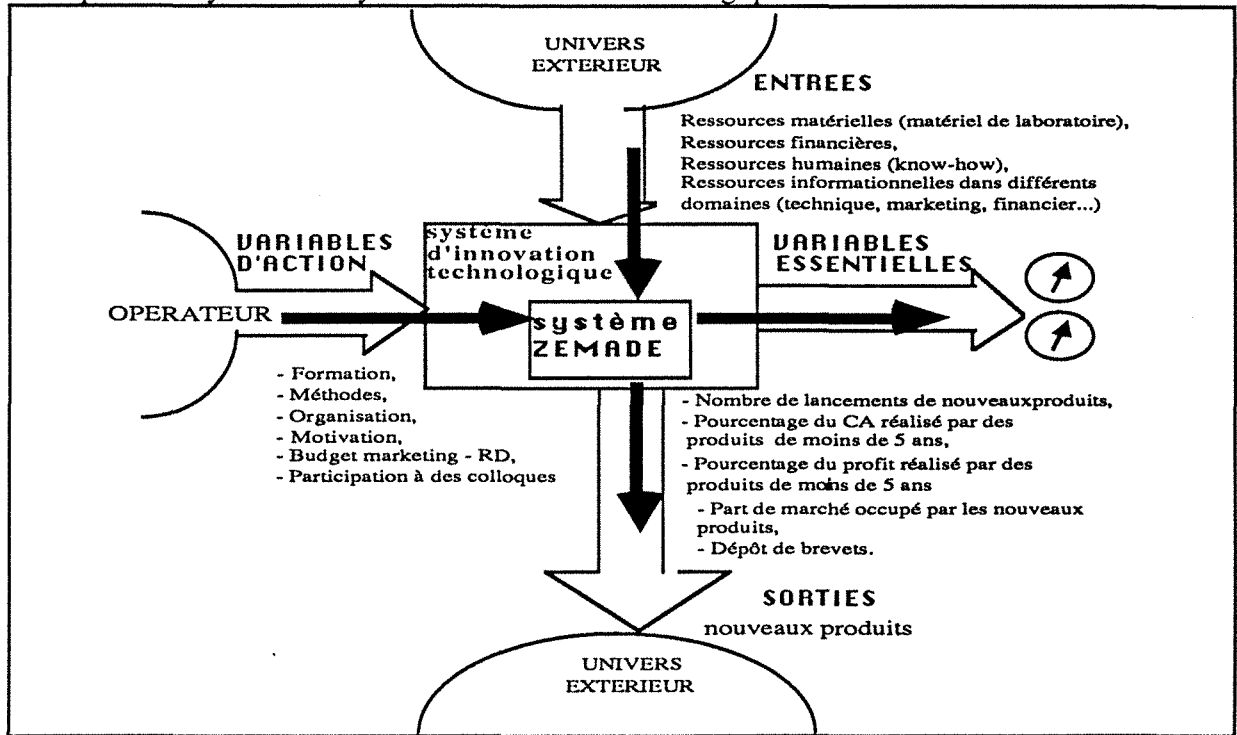 UNIVERS
EXTERIEUR
ENTREES
Ressources matérielles (matériel de laboratoire),
Ressources financières,
Ressources humaines (know-how),
Ressources informationnelles dans différents
domaines (technique, marketing, financier...)
VARIABLES
D'ACTION
OPERATEUR
système
d'innovation
technologique
système
ZEMADE
VARIABLES
ESSENTIELLES
- Formation,
- Méthodes,
- Organisation,
- Motivation,
- Budget marketing - RD,
- Participation à des colloques
- Nombre de lancements de nouveauxproduits,
- Pourcentage du CA réalisé par des
produits de moins de 5 ans,
- Pourcentage du profit réalisé par des
produits de moins de 5 ans
- Part de marché occupé par les nouveaux
produits,
- Dépôt de brevets.
SORTIES
nouveaux produits
UNIVERS
EXTERIEUR